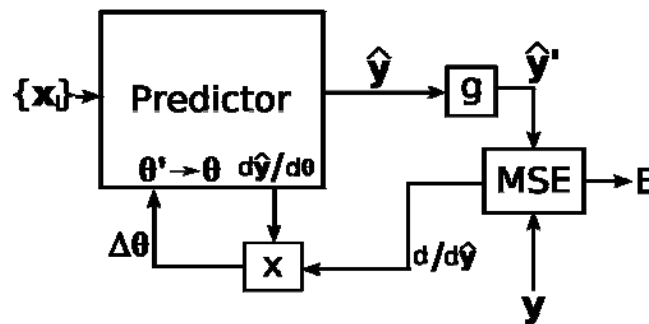 {xᵢ}
Predictor
ŷ
g
ŷ'
θ'→θ
dŷ/dθ
MSE
E
Δθ
x
d/dŷ
y